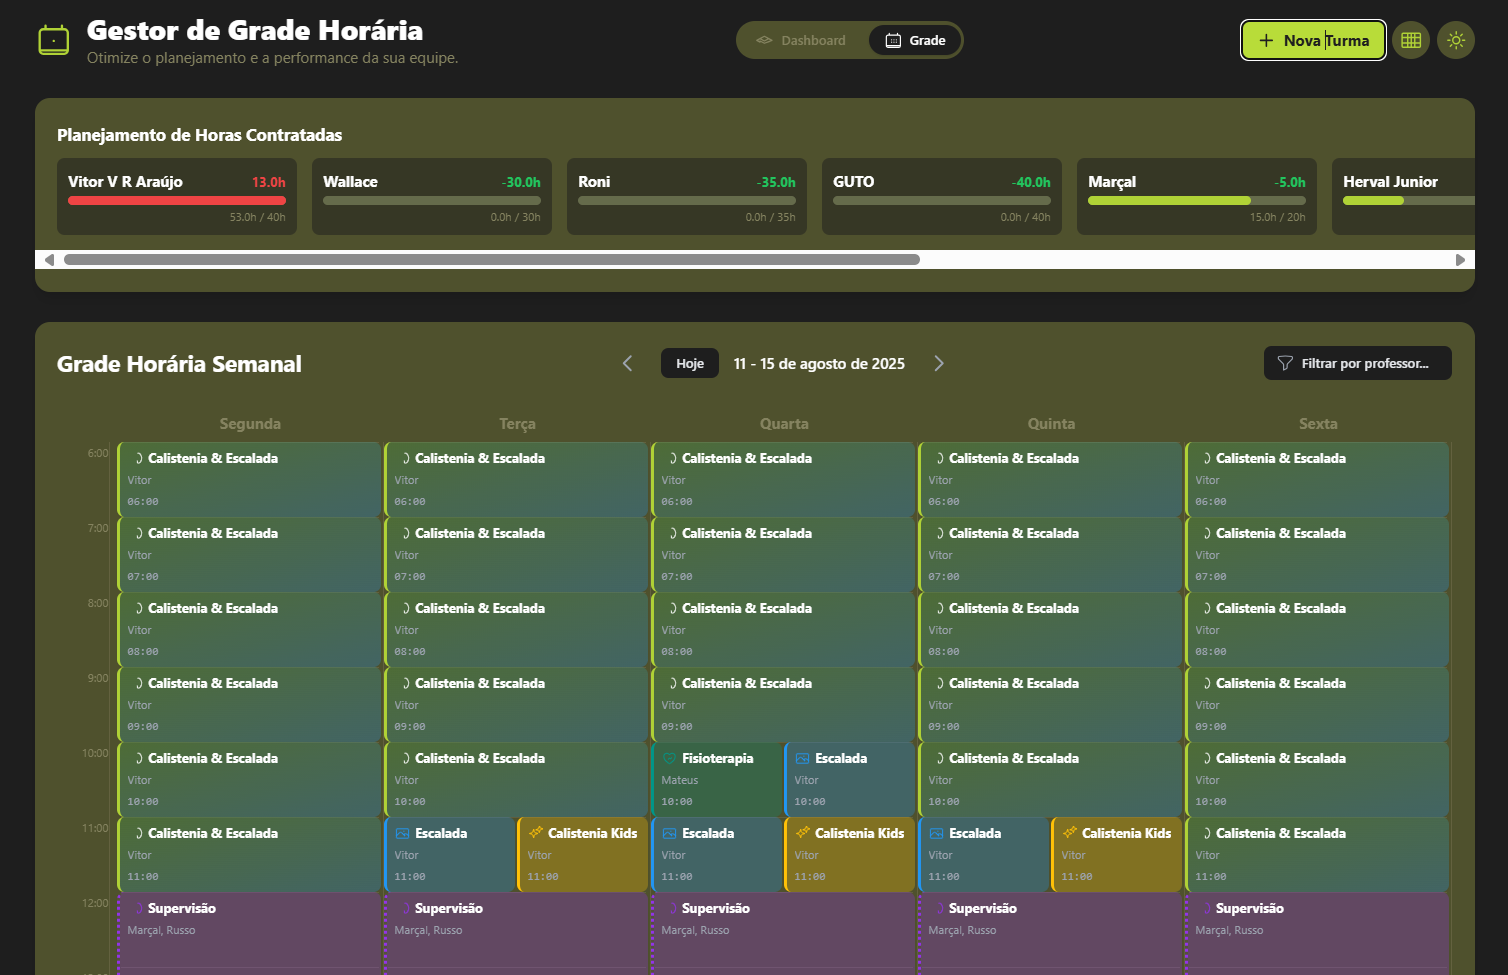 Gestor de Grade Horária
Otimize o planejamento e a performance da sua equipe.
Dashboard
Grade
+ Nova Turma
Planejamento de Horas Contratadas
Vitor V R Araújo 13.0h
53.0h / 40h
Wallace -30.0h
0.0h / 30h
Roni -35.0h
0.0h / 35h
GUTO -40.0h
0.0h / 40h
Marçal -5.0h
15.0h / 20h
Herval Junior
Grade Horária Semanal
Hoje
11 - 15 de agosto de 2025
Filtrar por professor...
Segunda Terça Quarta Quinta Sexta
6:00
Calistenia & Escalada Calistenia & Escalada Calistenia & Escalada Calistenia & Escalada Calistenia & Escalada
Vitor Vitor Vitor Vitor Vitor
06:00 06:00 06:00 06:00 06:00
7:00
Calistenia & Escalada Calistenia & Escalada Calistenia & Escalada Calistenia & Escalada Calistenia & Escalada
Vitor Vitor Vitor Vitor Vitor
07:00 07:00 07:00 07:00 07:00
8:00
Calistenia & Escalada Calistenia & Escalada Calistenia & Escalada Calistenia & Escalada Calistenia & Escalada
Vitor Vitor Vitor Vitor Vitor
08:00 08:00 08:00 08:00 08:00
9:00
Calistenia & Escalada Calistenia & Escalada Calistenia & Escalada Calistenia & Escalada Calistenia & Escalada
Vitor Vitor Vitor Vitor Vitor
09:00 09:00 09:00 09:00 09:00
10:00
Calistenia & Escalada Calistenia & Escalada Fisioterapia Escalada Calistenia & Escalada Calistenia & Escalada
Vitor Vitor Mateus Vitor Vitor Vitor
10:00 10:00 10:00 10:00 10:00 10:00
11:00
Calistenia & Escalada Escalada Calistenia Kids Escalada Calistenia Kids Escalada Calistenia Kids Calistenia & Escalada
Vitor Vitor Vitor Vitor Vitor Vitor Vitor Vitor
11:00 11:00 11:00 11:00 11:00 11:00 11:00 11:00
12:00
Supervisão Supervisão Supervisão Supervisão Supervisão
Marçal, Russo Marçal, Russo Marçal, Russo Marçal, Russo Marçal, Russo